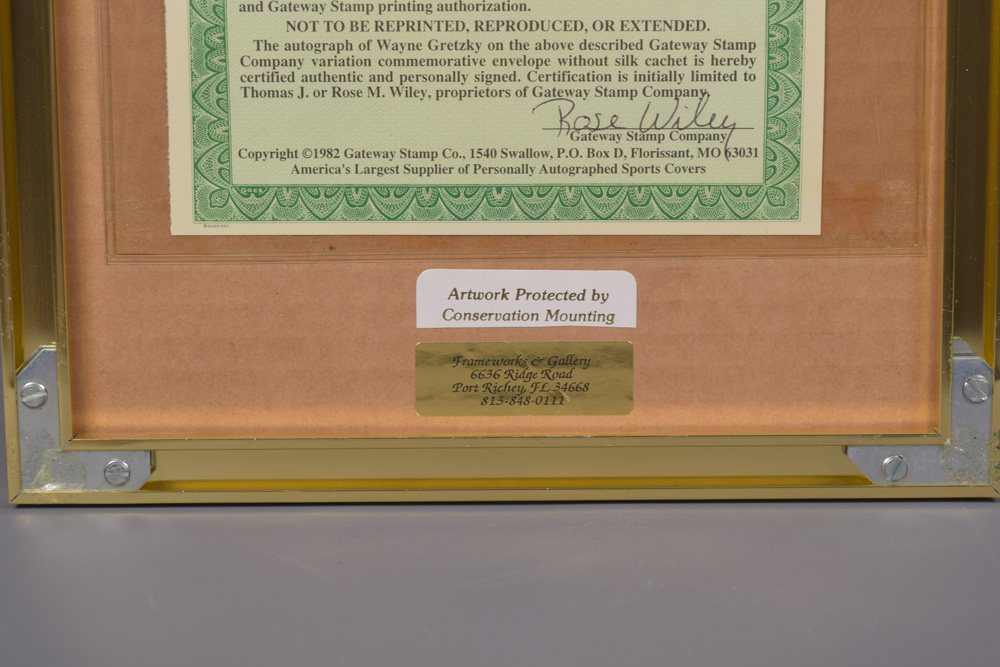 and Gateway Stamp printing authorization.
NOT TO BE REPRINTED, REPRODUCED, OR EXTENDED.
The autograph of Wayne Gretzky on the above described Gateway Stamp
Company variation commemorative envelope without silk cachet is hereby
certified authentic and personally signed. Certification is initially limited to
Thomas J. or Rose M. Wiley, proprietors of Gateway Stamp Company.
Rose Wiley
Gateway Stamp Company
Copyright ©1982 Gateway Stamp Co., 1540 Swallow, P.O. Box D, Florissant, MO 63031
America's Largest Supplier of Personally Autographed Sports Covers
GOES
Artwork Protected by
Conservation Mounting
Frameworks & Gallery
6636 Ridge Road
Port Richey, FL 34668
813-848-0111